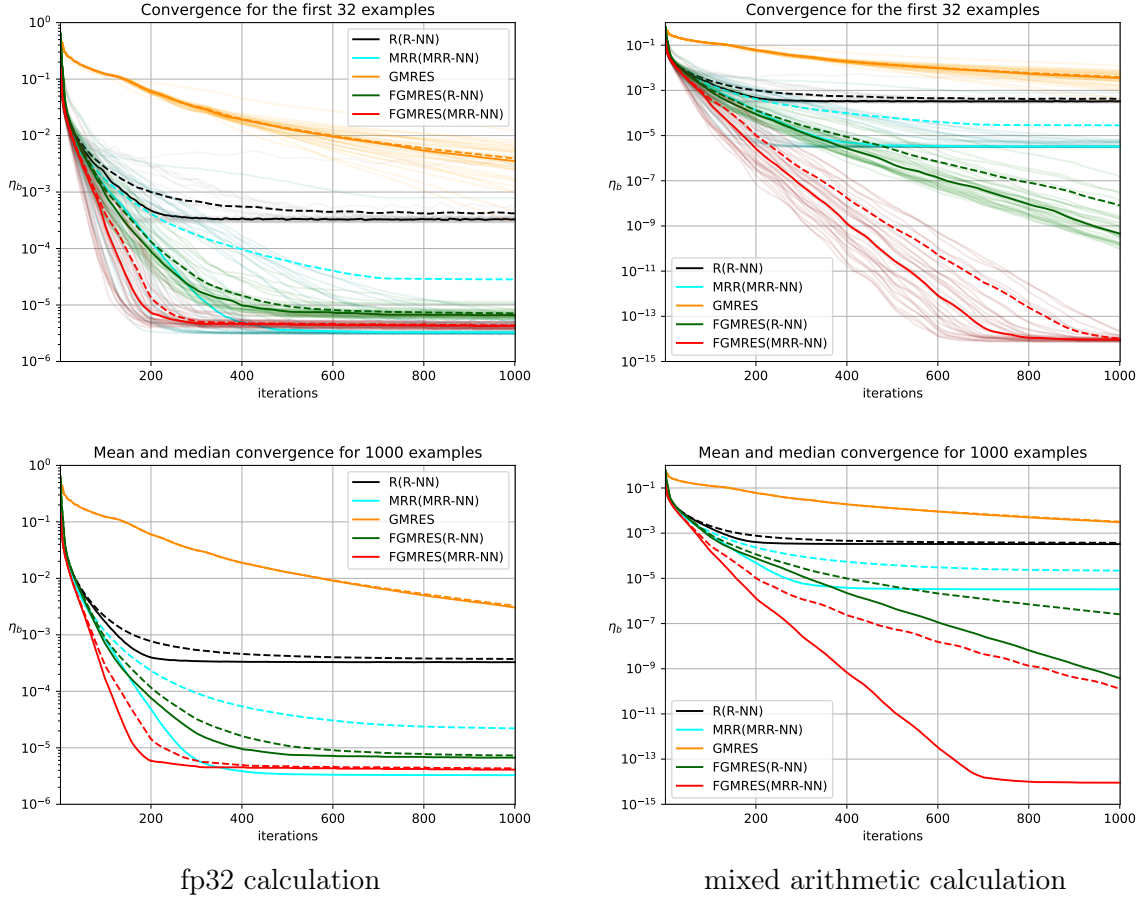 Convergence for the first 32 examples
10^0
10^-1
10^-2
10^-3
10^-4
10^-5
10^-6
η_b
R(R-NN)
MRR(MRR-NN)
GMRES
FGMRES(R-NN)
FGMRES(MRR-NN)
200 400 600 800 1000
iterations
Convergence for the first 32 examples
10^-1
10^-3
10^-5
10^-7
10^-9
10^-11
10^-13
10^-15
η_b
R(R-NN)
MRR(MRR-NN)
GMRES
FGMRES(R-NN)
FGMRES(MRR-NN)
200 400 600 800 1000
iterations
Mean and median convergence for 1000 examples
10^0
10^-1
10^-2
10^-3
10^-4
10^-5
10^-6
η_b
R(R-NN)
MRR(MRR-NN)
GMRES
FGMRES(R-NN)
FGMRES(MRR-NN)
200 400 600 800 1000
iterations
Mean and median convergence for 1000 examples
10^-1
10^-3
10^-5
10^-7
10^-9
10^-11
10^-13
10^-15
η_b
R(R-NN)
MRR(MRR-NN)
GMRES
FGMRES(R-NN)
FGMRES(MRR-NN)
200 400 600 800 1000
iterations
fp32 calculation
mixed arithmetic calculation